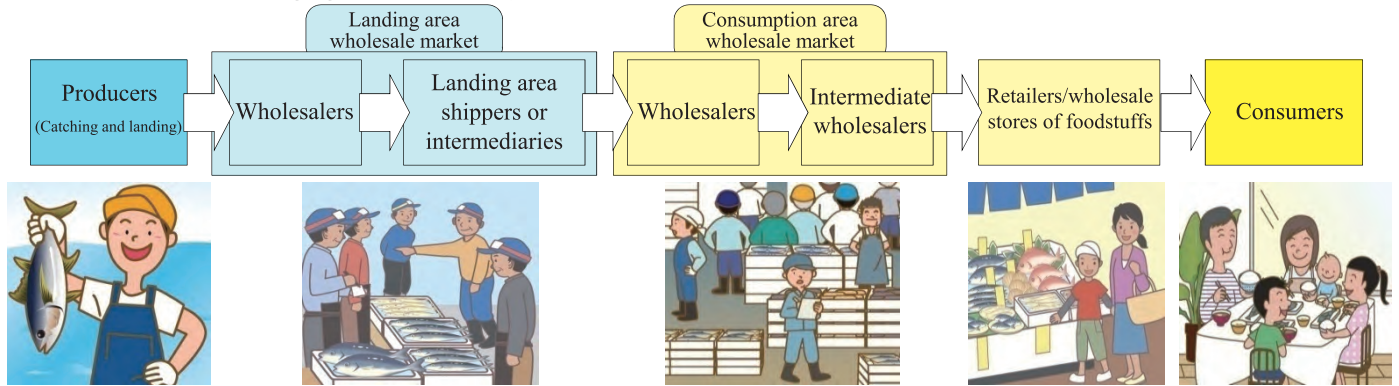 Landing area
wholesale market
Consumption area
wholesale market
Producers
(Catching and landing)
Wholesalers
Landing area
shippers or
intermediaries
Wholesalers
Intermediate
wholesalers
Retailers/wholesale
stores of foodstuffs
Consumers